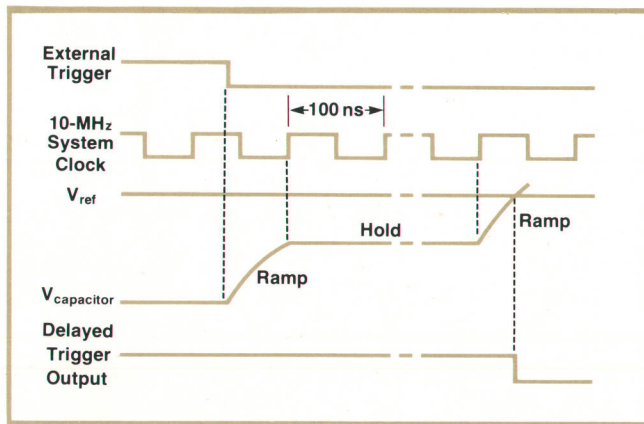 External
Trigger
100 ns
10-MHz
System
Clock
Vref
Hold
Ramp
Ramp
Vcapacitor
Delayed
Trigger
Output